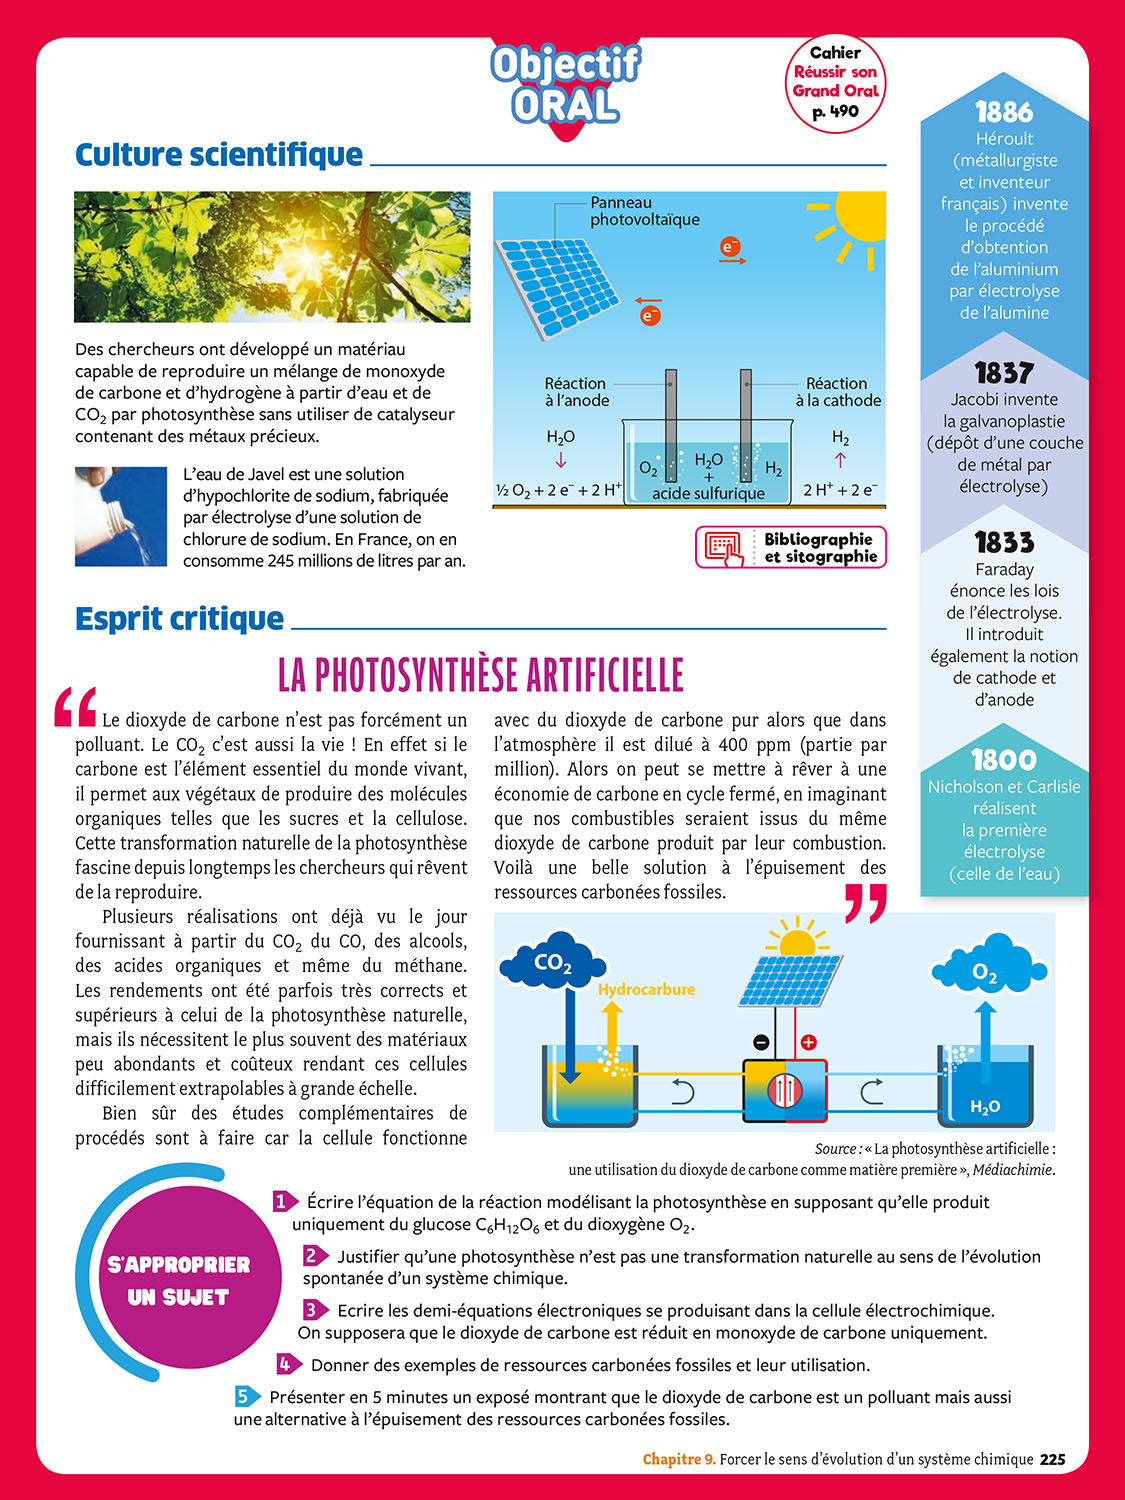 Objectif
ORAL
Cahier
Réussir son
Grand Oral
p. 490
Culture scientifique
Des chercheurs ont développé un matériau
capable de reproduire un mélange de monoxyde
de carbone et d'hydrogène à partir d'eau et de
CO₂ par photosynthèse sans utiliser de catalyseur
contenant des métaux précieux.
L'eau de Javel est une solution
d'hypochlorite de sodium, fabriquée
par électrolyse d'une solution de
chlorure de sodium. En France, on en
consomme 245 millions de litres par an.
Panneau
photovoltaïque
e⁻
e⁻
Réaction
à l'anode
Réaction
à la cathode
H₂O
½ O₂ + 2 e⁻ + 2 H⁺
O₂
H₂O
+
acide sulfurique
H₂
H₂
2 H⁺ + 2 e⁻
Bibliographie
et sitographie
1886
Héroult
(métallurgiste
et inventeur
français) invente
le procédé
d'obtention
de l'aluminium
par électrolyse
de l'alumine
1837
Jacobi invente
la galvanoplastie
(dépôt d'une couche
de métal par
électrolyse)
1833
Faraday
énonce les lois
de l'électrolyse.
Il introduit
également la notion
de cathode et
d'anode
1800
Nicholson et Carlisle
réalisent
la première
électrolyse
(celle de l'eau)
Esprit critique
LA PHOTOSYNTHÈSE ARTIFICIELLE
“ Le dioxyde de carbone n'est pas forcément un
polluant. Le CO₂ c'est aussi la vie ! En effet si le
carbone est l'élément essentiel du monde vivant,
il permet aux végétaux de produire des molécules
organiques telles que les sucres et la cellulose.
Cette transformation naturelle de la photosynthèse
fascine depuis longtemps les chercheurs qui rêvent
de la reproduire.
Plusieurs réalisations ont déjà vu le jour
fournissant à partir du CO₂ du CO, des alcools,
des acides organiques et même du méthane.
Les rendements ont été parfois très corrects et
supérieurs à celui de la photosynthèse naturelle,
mais ils nécessitent le plus souvent des matériaux
peu abondants et coûteux rendant ces cellules
difficilement extrapolables à grande échelle.
Bien sûr des études complémentaires de
procédés sont à faire car la cellule fonctionne
avec du dioxyde de carbone pur alors que dans
l'atmosphère il est dilué à 400 ppm (partie par
million). Alors on peut se mettre à rêver à une
économie de carbone en cycle fermé, en imaginant
que nos combustibles seraient issus du même
dioxyde de carbone produit par leur combustion.
Voilà une belle solution à l'épuisement des
ressources carbonées fossiles. ”
CO₂
Hydrocarbure
−
+
O₂
H₂O
Source : « La photosynthèse artificielle :
une utilisation du dioxyde de carbone comme matière première », Médiachimie.
S'APPROPRIER
UN SUJET
1 Écrire l'équation de la réaction modélisant la photosynthèse en supposant qu'elle produit
uniquement du glucose C₆H₁₂O₆ et du dioxygène O₂.
2 Justifier qu'une photosynthèse n'est pas une transformation naturelle au sens de l'évolution
spontanée d'un système chimique.
3 Ecrire les demi-équations électroniques se produisant dans la cellule électrochimique.
On supposera que le dioxyde de carbone est réduit en monoxyde de carbone uniquement.
4 Donner des exemples de ressources carbonées fossiles et leur utilisation.
5 Présenter en 5 minutes un exposé montrant que le dioxyde de carbone est un polluant mais aussi
une alternative à l'épuisement des ressources carbonées fossiles.
Chapitre 9. Forcer le sens d'évolution d'un système chimique 225